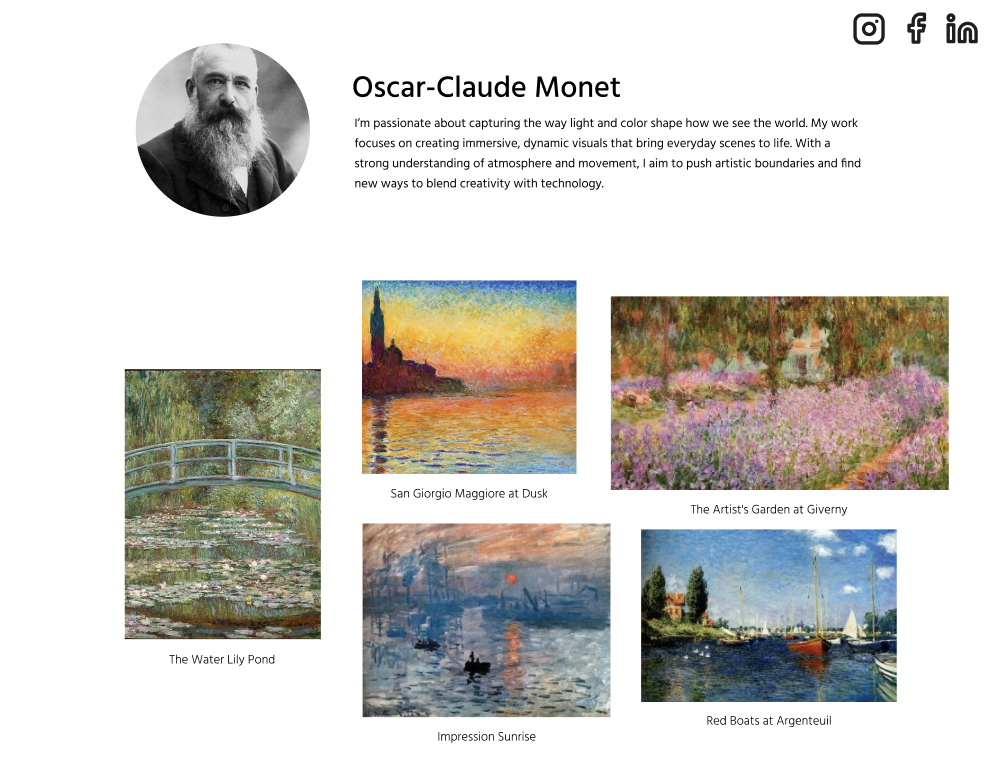 Oscar-Claude Monet
I'm passionate about capturing the way light and color shape how we see the world. My work
focuses on creating immersive, dynamic visuals that bring everyday scenes to life. With a
strong understanding of atmosphere and movement, I aim to push artistic boundaries and find
new ways to blend creativity with technology.
San Giorgio Maggiore at Dusk
The Artist's Garden at Giverny
The Water Lily Pond
Impression Sunrise
Red Boats at Argenteuil